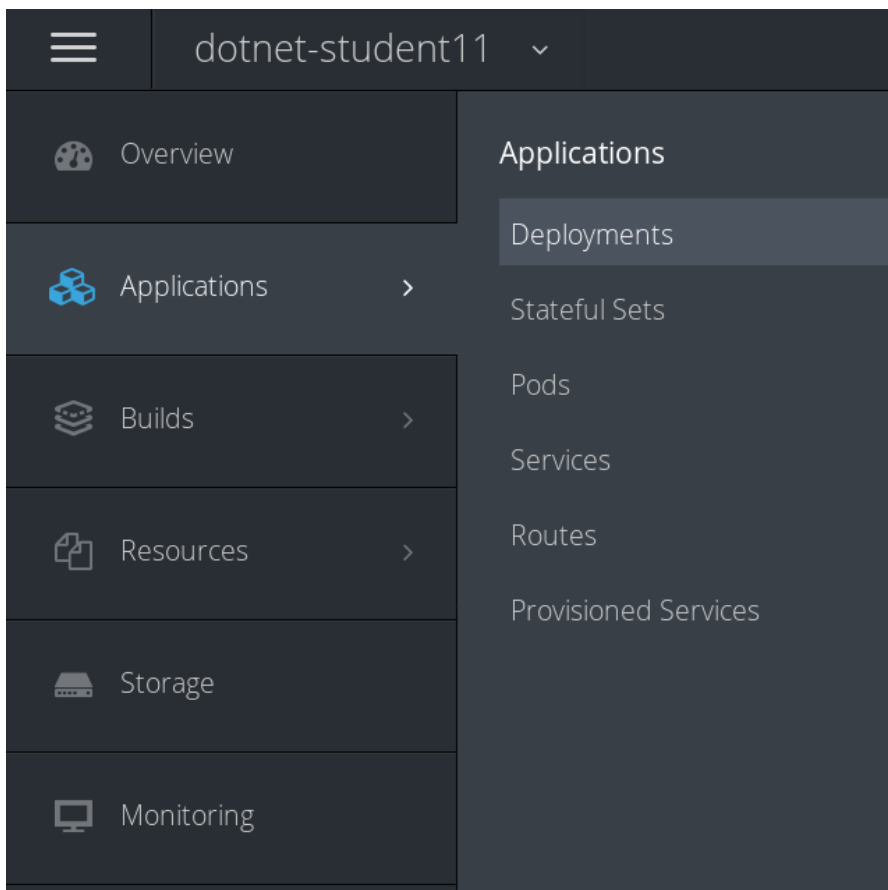 dotnet-student11
Overview
Applications
Builds
Resources
Storage
Monitoring
Applications
Deployments
Stateful Sets
Pods
Services
Routes
Provisioned Services